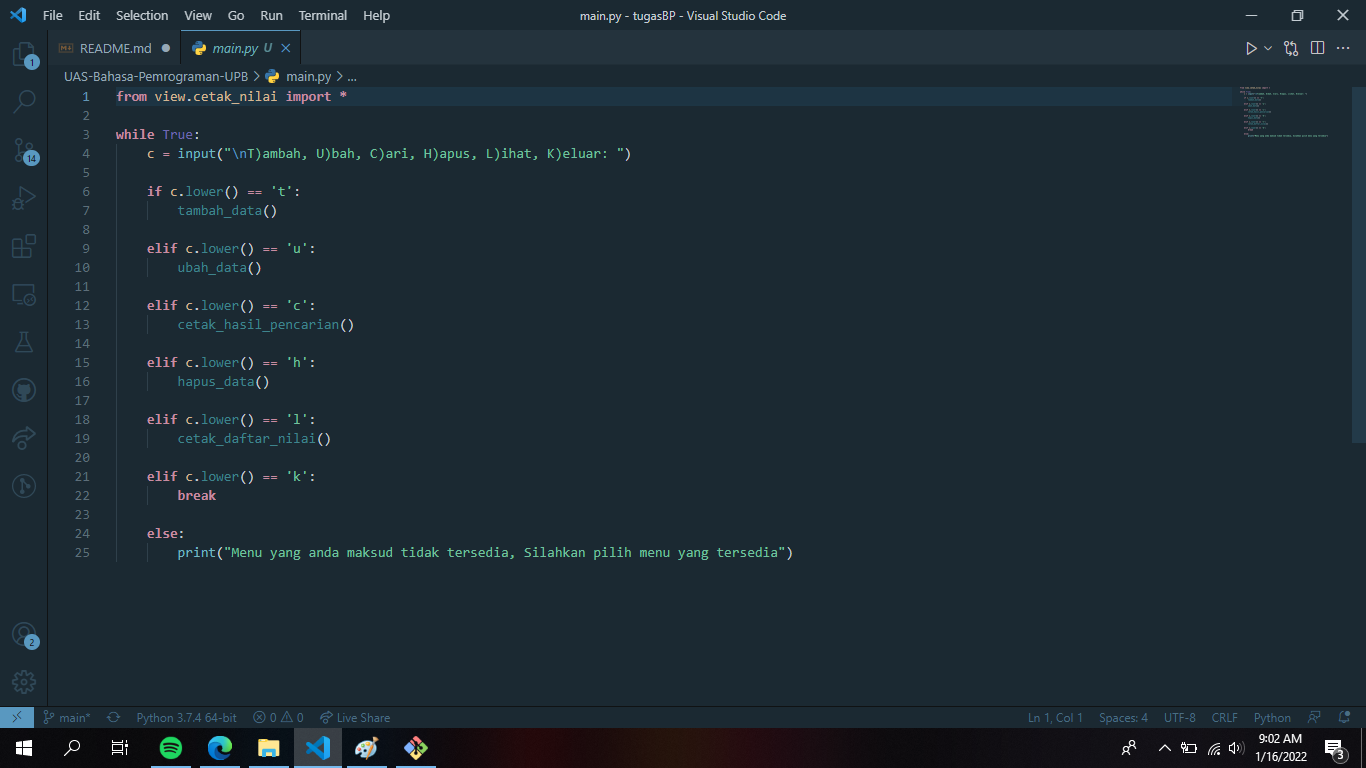 File Edit Selection View Go Run Terminal Help
main.py - tugasBP - Visual Studio Code
README.md
main.py U
UAS-Bahasa-Pemrograman-UPB > main.py > ...
1 from view.cetak_nilai import *
2
3 while True:
4 c = input("\nT)ambah, U)bah, C)ari, H)apus, L)ihat, K)eluar: ")
5
6 if c.lower() == 't':
7 tambah_data()
8
9 elif c.lower() == 'u':
10 ubah_data()
11
12 elif c.lower() == 'c':
13 cetak_hasil_pencarian()
14
15 elif c.lower() == 'h':
16 hapus_data()
17
18 elif c.lower() == 'l':
19 cetak_daftar_nilai()
20
21 elif c.lower() == 'k':
22 break
23
24 else:
25 print("Menu yang anda maksud tidak tersedia, Silahkan pilih menu yang tersedia")
1
14
2
main* Python 3.7.4 64-bit 0 0 Live Share
Ln 1, Col 1 Spaces: 4 UTF-8 CRLF Python
9:02 AM
1/16/2022
3